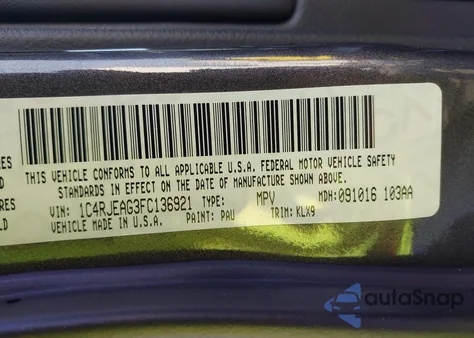 RES
S
THIS VEHICLE CONFORMS TO ALL APPLICABLE U.S.A. FEDERAL MOTOR VEHICLE SAFETY
STANDARDS IN EFFECT ON THE DATE OF MANUFACTURE SHOWN ABOVE.
VIN: 1C4RJEAG3FC136921 TYPE: MPV MDH: 091016 103AA
VEHICLE MADE IN U.S.A. PAINT: PAU TRIM: KLX9
autoSnap